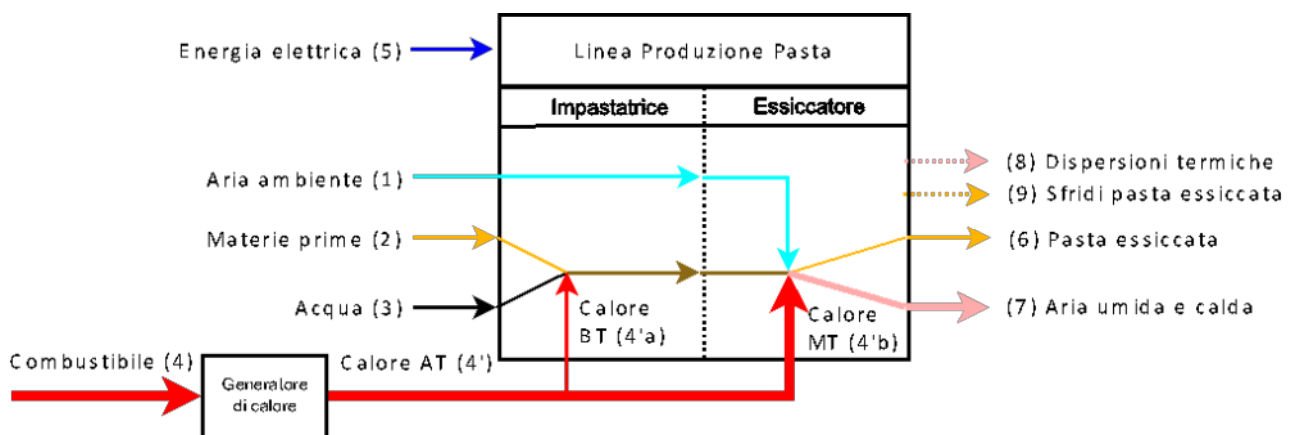 Energia elettrica (5)
Linea Produzione Pasta
Impastatrice
Essiccatore
Aria ambiente (1)
(8) Dispersioni termiche
(9) Sfridi pasta essiccata
Materie prime (2)
(6) Pasta essiccata
Acqua (3)
Calore
BT (4'a)
Calore
MT (4'b)
(7) Aria umida e calda
Combustibile (4)
Calore AT (4')
Generalore
di calore